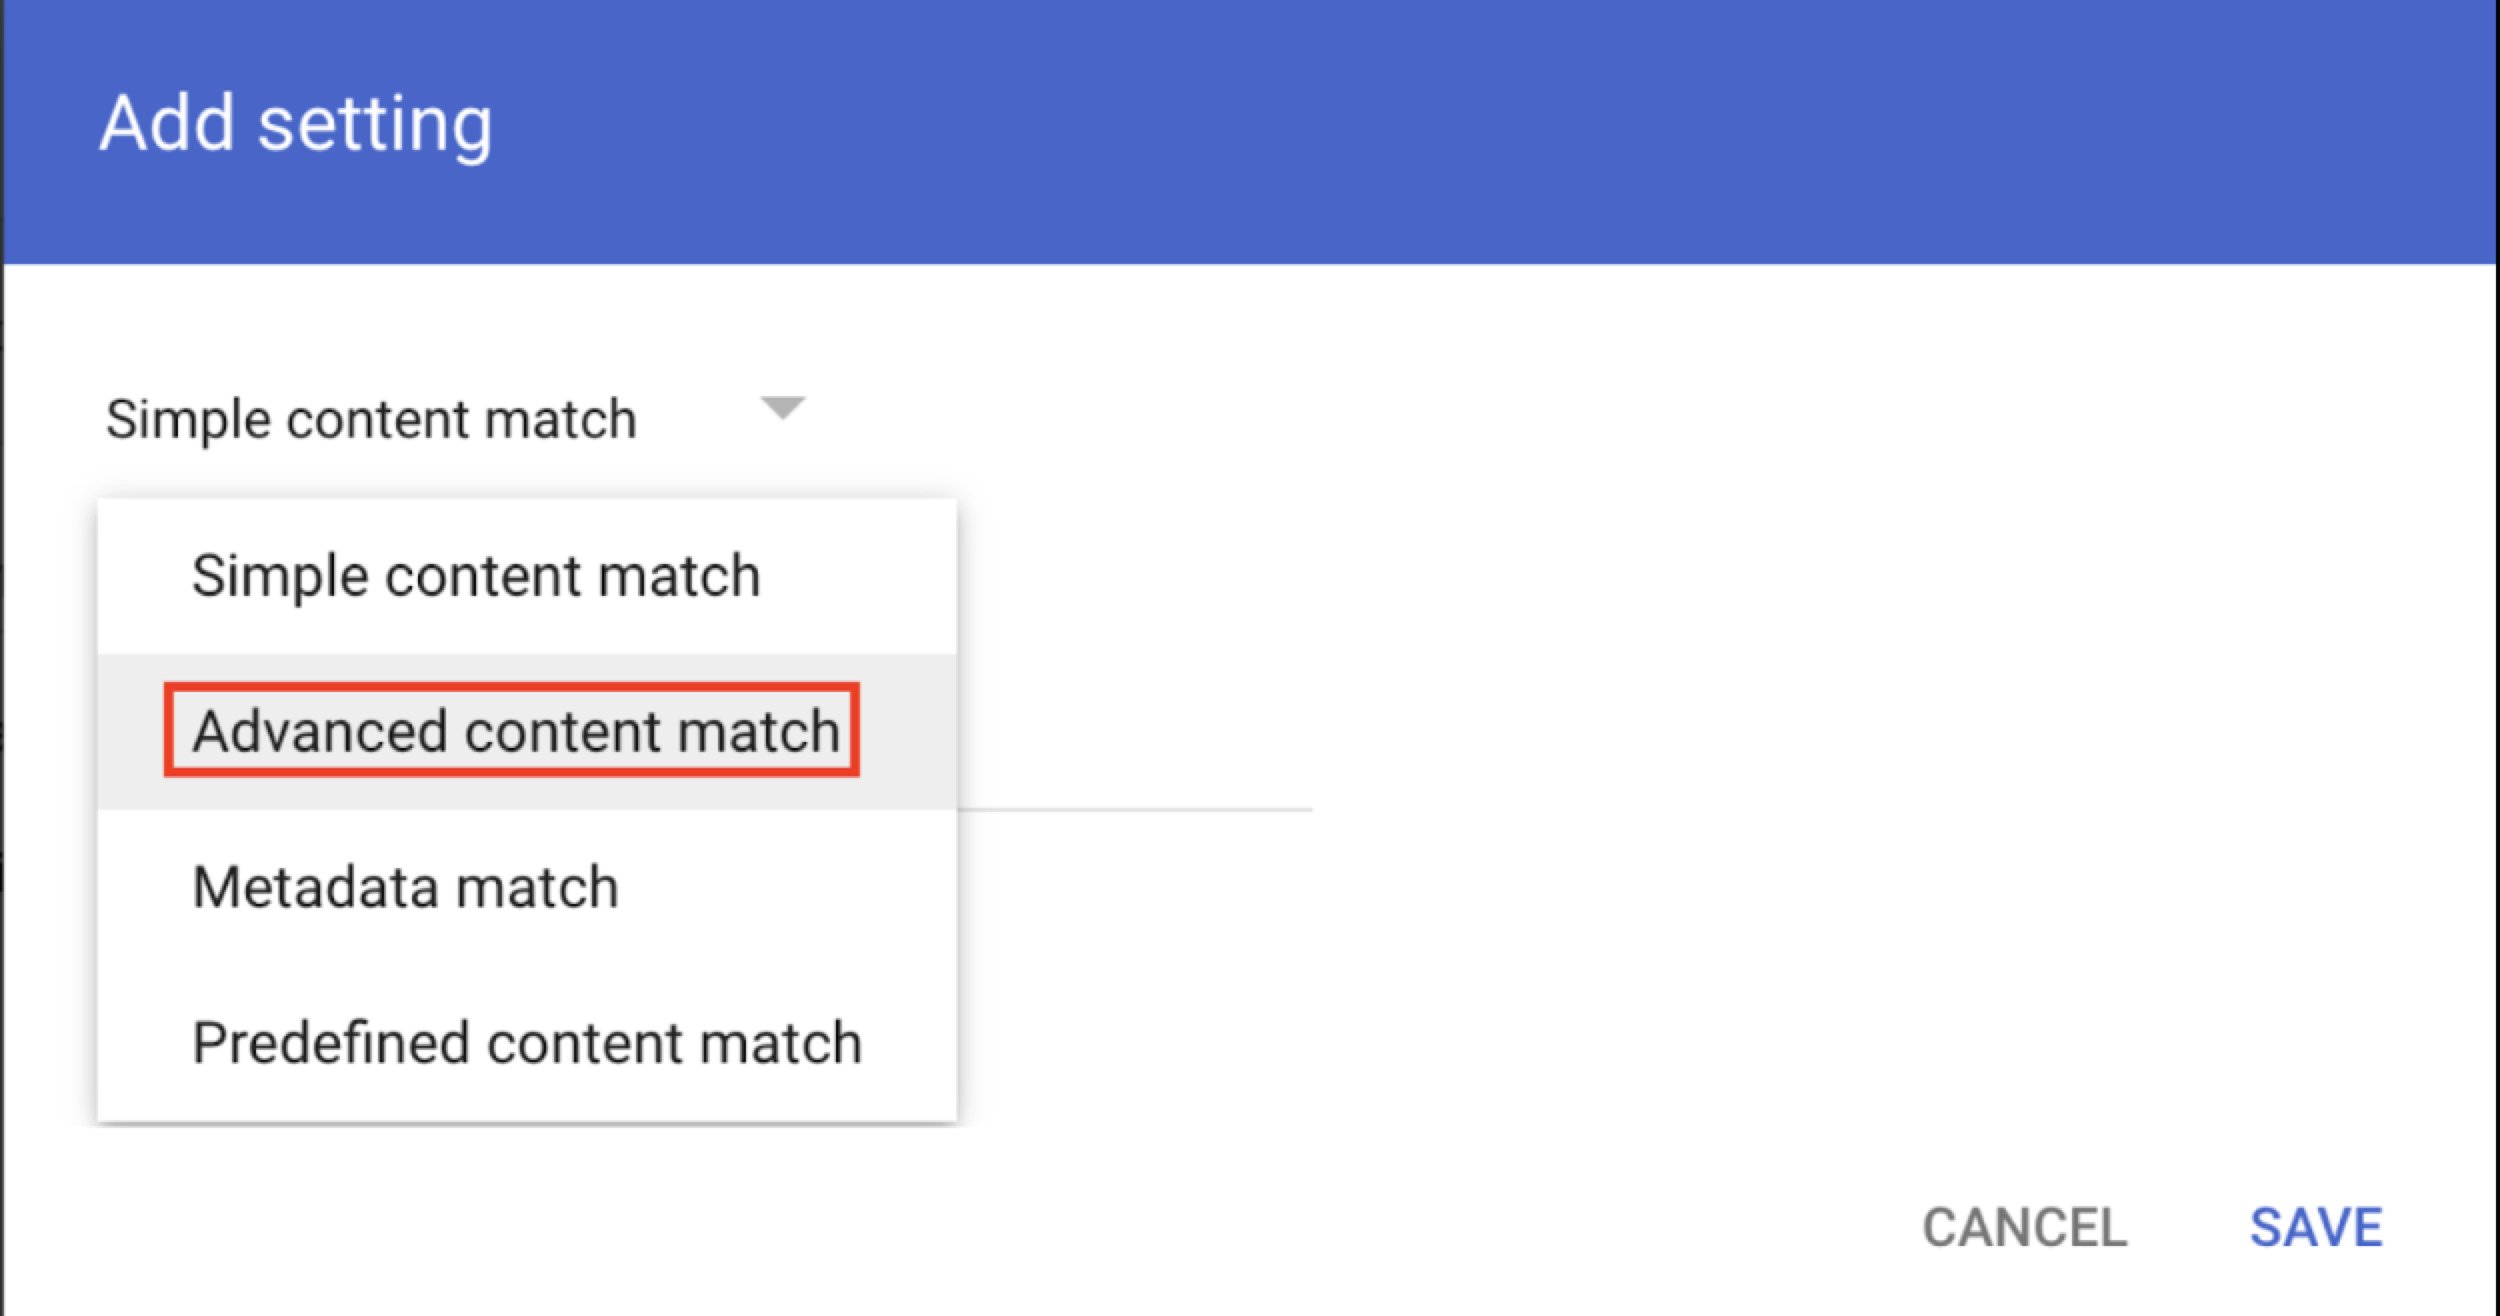 Add setting
Simple content match
Simple content match
Advanced content match
Metadata match
Predefined content match
CANCEL SAVE